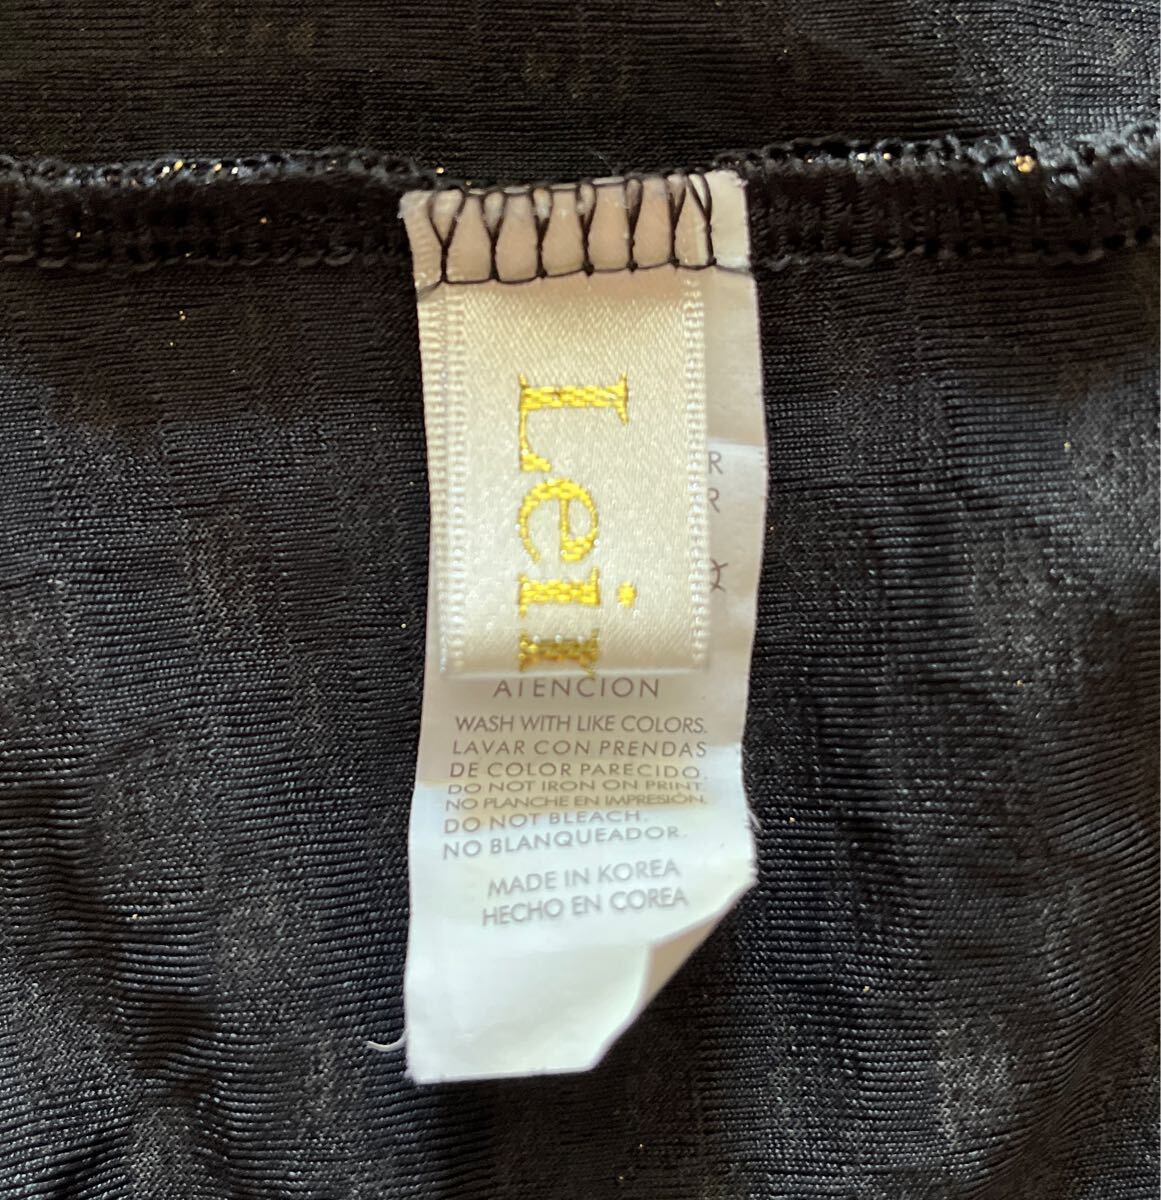 Lei
R
R
ATENCION
WASH WITH LIKE COLORS.
LAVAR CON PRENDAS
DE COLOR PARECIDO.
DO NOT IRON ON PRINT.
NO PLANCHE EN IMPRESIÓN.
DO NOT BLEACH.
NO BLANQUEADOR.
MADE IN KOREA
HECHO EN COREA